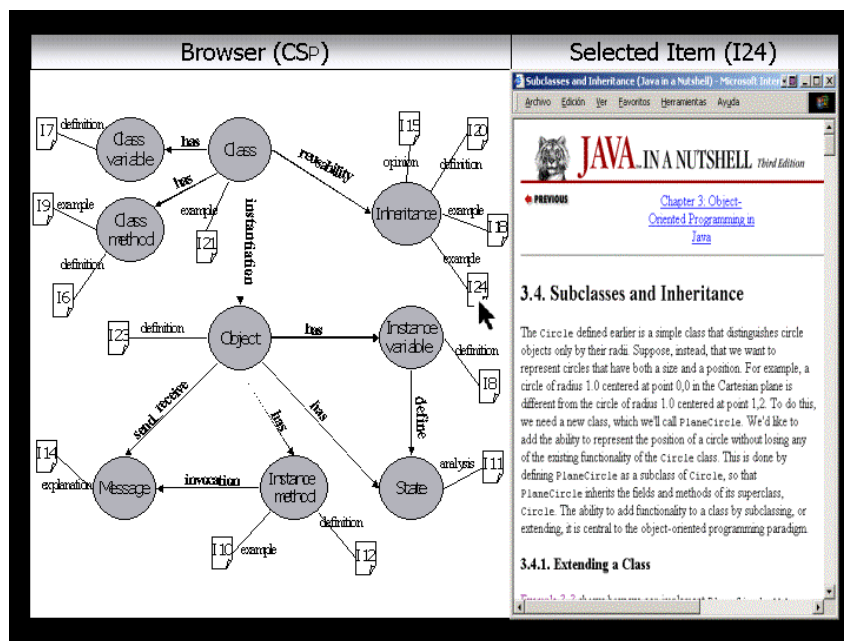 Browser (CSP)
Selected Item (I24)
I7
definition
Class
variable
has
Class
reusability
I15
opinion
I20
definition
has
I9
example
Class
method
example
I21
instantiation
Inheritance
example
I18
definition
I6
example
I24
I23
definition
Object
has
Instance
variable
definition
I8
send_receive
has
has
define
I14
explanation
Message
invocation
Instance
method
State
analysis
I11
I10
example
definition
I12
Subclasses and Inheritance (Java in a Nutshell) - Microsoft Inter
Archivo Edición Ver Favoritos Herramientas Ayuda
JAVA IN A NUTSHELL Third Edition
PREVIOUS
Chapter 3: Object-
Oriented Programming in
Java
3.4. Subclasses and Inheritance
The Circle defined earlier is a simple class that distinguishes circle
objects only by their radii. Suppose, instead, that we want to
represent circles that have both a size and a position. For example, a
circle of radius 1.0 centered at point 0,0 in the Cartesian plane is
different from the circle of radius 1.0 centered at point 1,2. To do this,
we need a new class, which we'll call PlaneCircle. We'd like to
add the ability to represent the position of a circle without losing any
of the existing functionality of the Circle class. This is done by
defining PlaneCircle as a subclass of Circle, so that
PlaneCircle inherits the fields and methods of its superclass,
Circle. The ability to add functionality to a class by subclassing, or
extending, it is central to the object-oriented programming paradigm.
3.4.1. Extending a Class